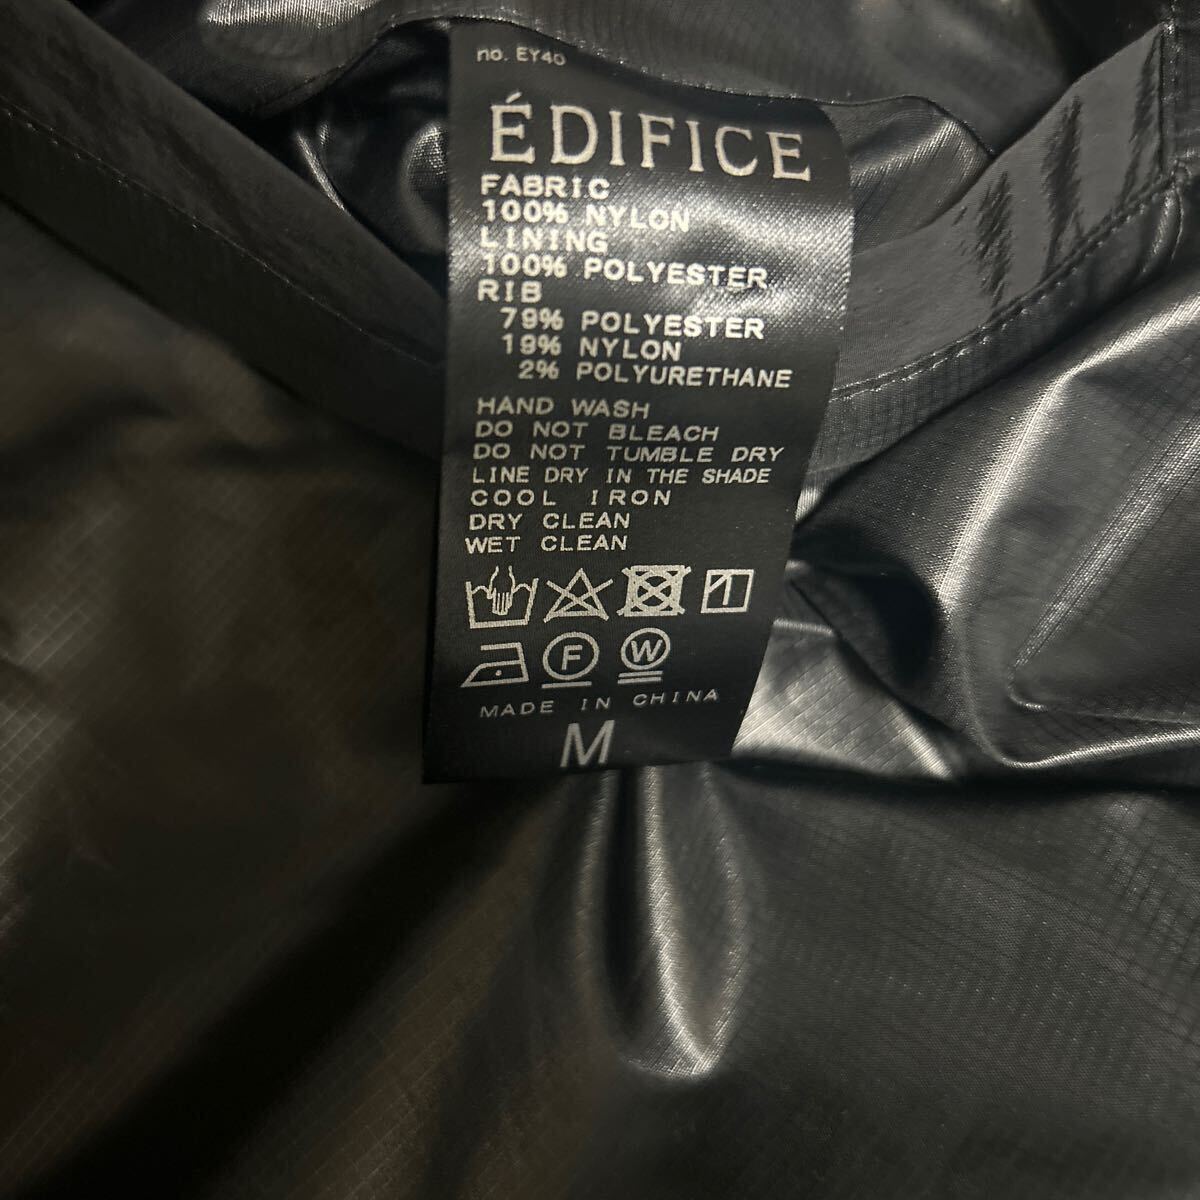 no. EY40
ÉDIFICE
FABRIC
100% NYLON
LINING
100% POLYESTER
RIB
79% POLYESTER
19% NYLON
2% POLYURETHANE
HAND WASH
DO NOT BLEACH
DO NOT TUMBLE DRY
LINE DRY IN THE SHADE
COOL IRON
DRY CLEAN
WET CLEAN
F W
MADE IN CHINA
M